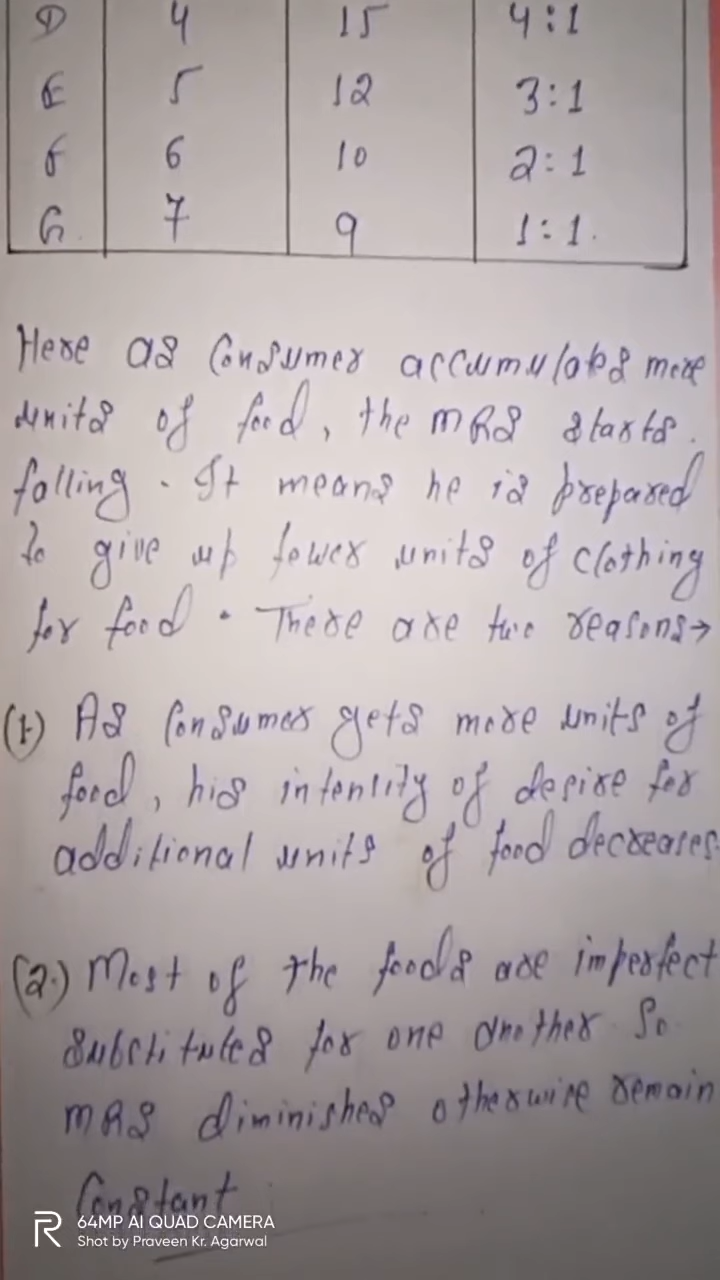 D 4 15 4:1
E 5 12 3:1
F 6 10 2:1
G 7 9 1:1.
Here as Consumer accumulates more
units of food, the MRS starts
falling. It means he is prepared
to give up fewer units of clothing
for food. There are two reasons→
(1) As Consumer gets more units of
food, his intensity of desire for
additional units of food decreases
(2.) Most of the foods are imperfect
substitutes for one another So
MRS diminishes otherwise remain
Constant
R 64MP AI QUAD CAMERA
Shot by Praveen Kr. Agarwal